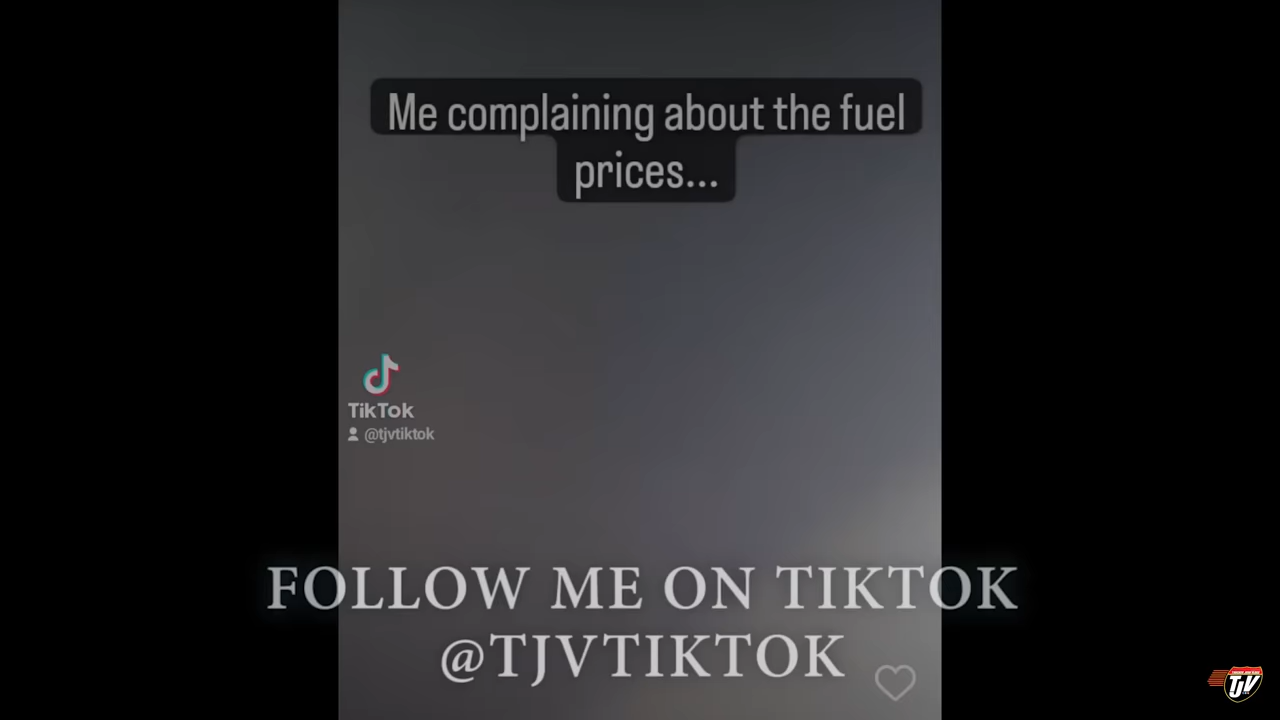 Me complaining about the fuel
prices...
TikTok
@tjvtiktok
FOLLOW ME ON TIKTOK
@TJVTIKTOK
TJV